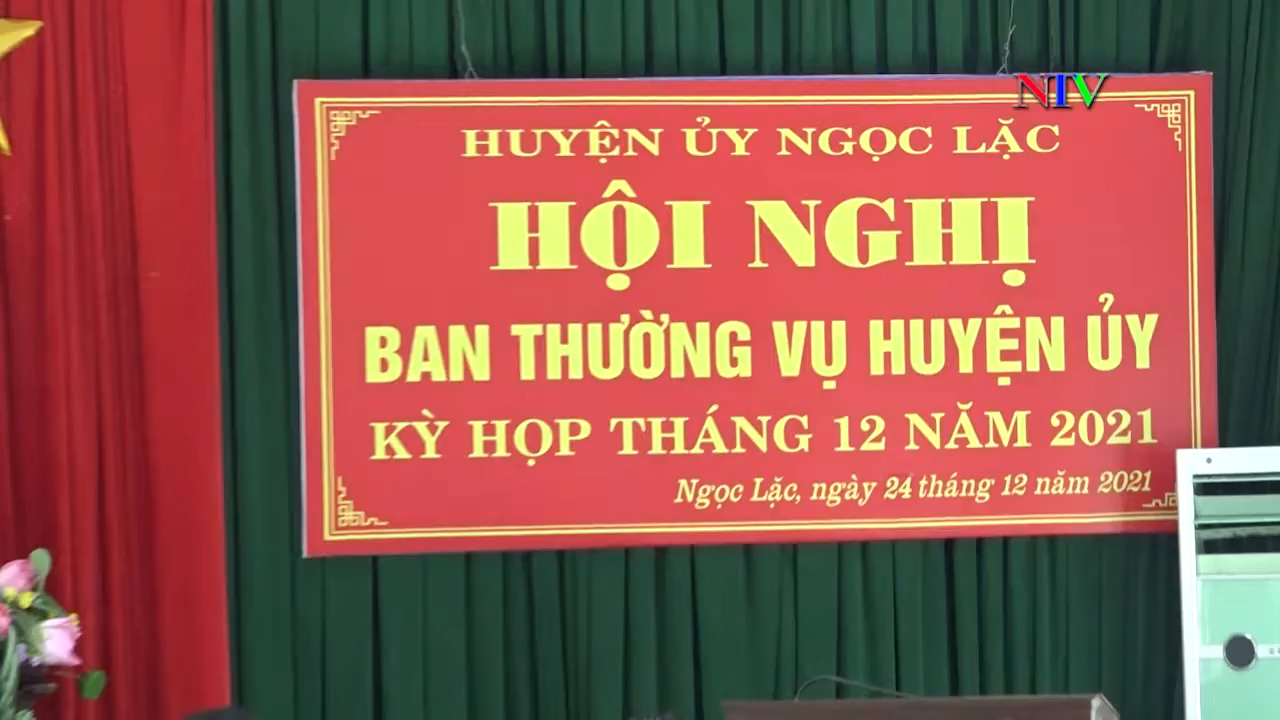 NTV
HUYỆN ỦY NGỌC LẶC
HỘI NGHỊ
BAN THƯỜNG VỤ HUYỆN ỦY
KỲ HỌP THÁNG 12 NĂM 2021
Ngọc Lặc, ngày 24 tháng 12 năm 2021